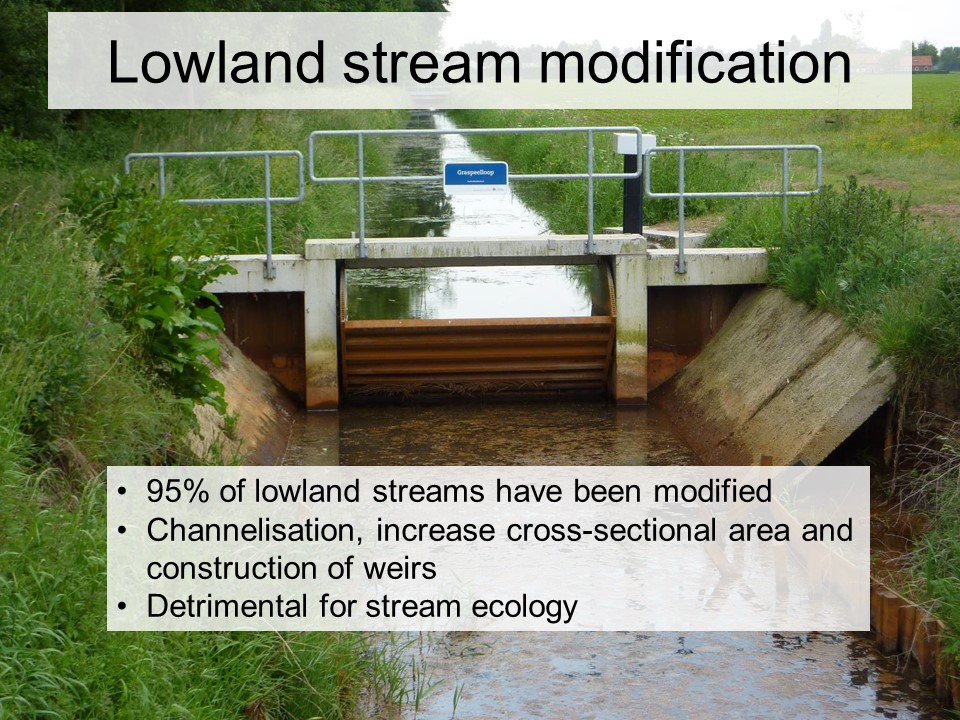 Lowland stream modification
Graspeelloop
• 95% of lowland streams have been modified
• Channelisation, increase cross-sectional area and
construction of weirs
• Detrimental for stream ecology